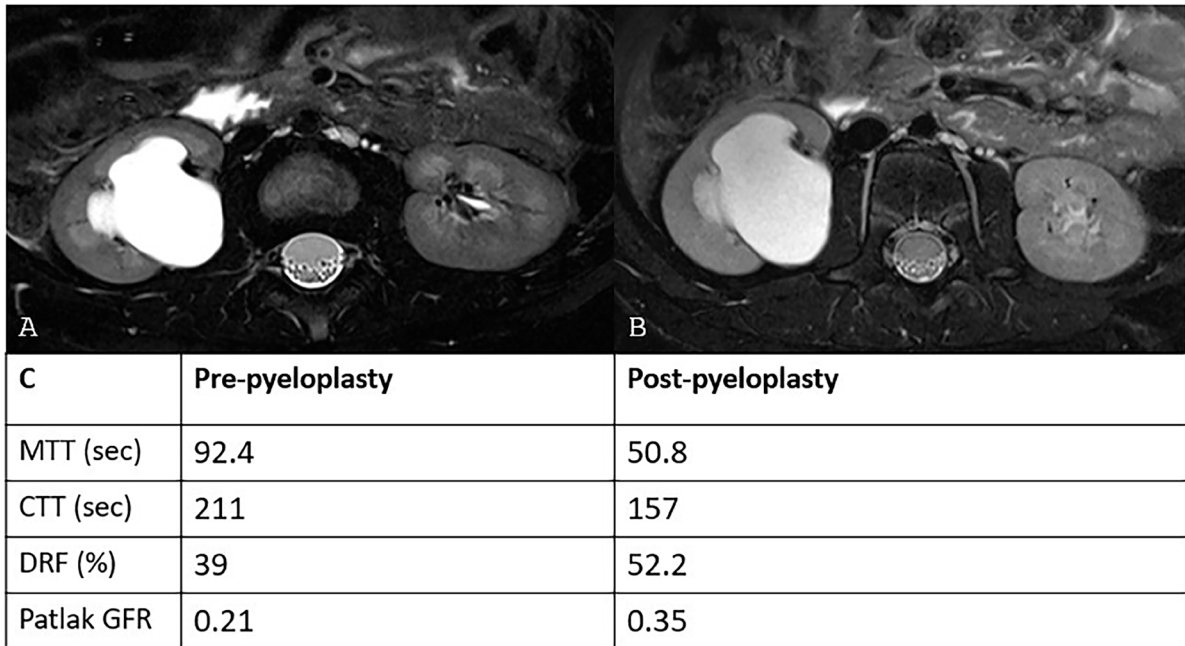 A B
C Pre-pyeloplasty Post-pyeloplasty
MTT (sec) 92.4 50.8
CTT (sec) 211 157
DRF (%) 39 52.2
Patlak GFR 0.21 0.35